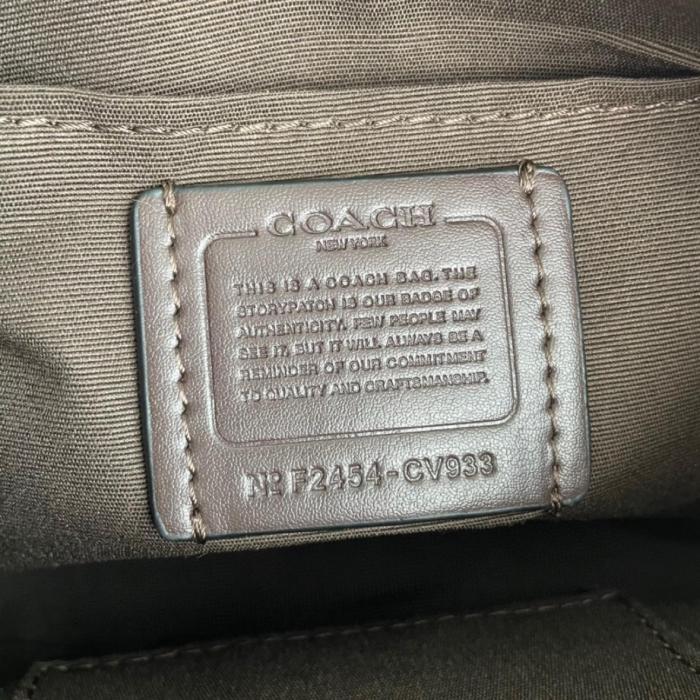 COACH
NEW YORK
THIS IS A COACH BAG. THE
STORYPATCH IS OUR BADGE OF
AUTHENTICITY. FEW PEOPLE MAY
SEE IT, BUT IT WILL ALWAYS BE A
REMINDER OF OUR COMMITMENT
TO QUALITY AND CRAFTSMANSHIP.
Nº F2454-CV933